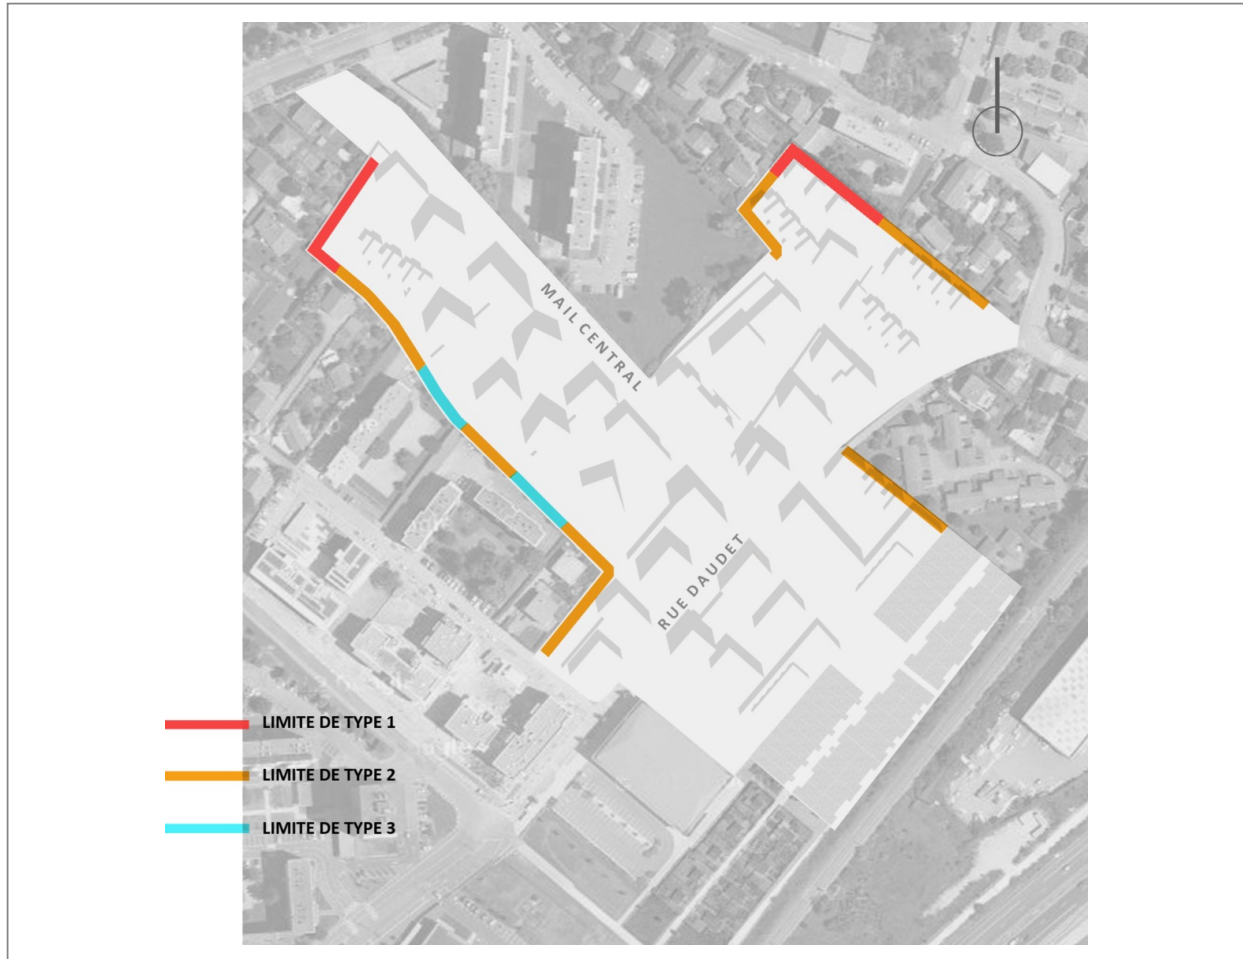 MAIL CENTRAL
RUE DAUDET
LIMITE DE TYPE 1
LIMITE DE TYPE 2
LIMITE DE TYPE 3